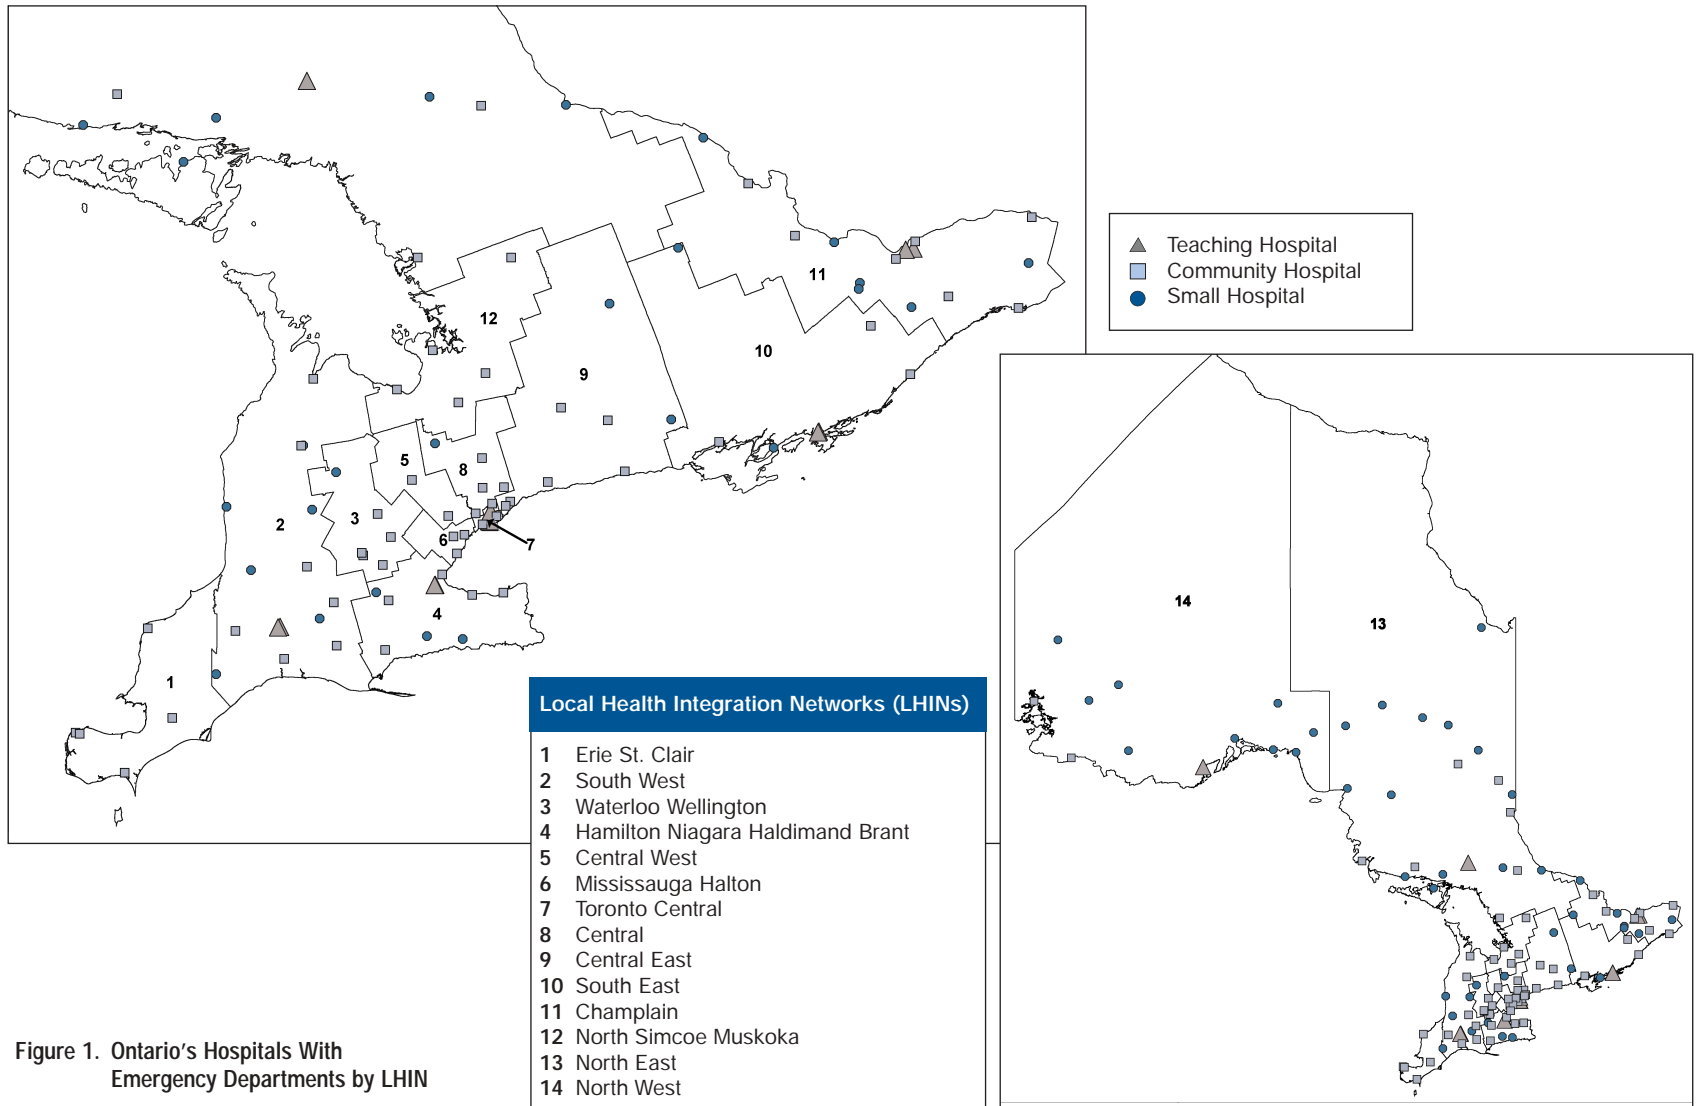 12
11
10
9
5
8
3
2
6
7
4
1
Teaching Hospital
Community Hospital
Small Hospital
14
13
Local Health Integration Networks (LHINs)
1 Erie St. Clair
2 South West
3 Waterloo Wellington
4 Hamilton Niagara Haldimand Brant
5 Central West
6 Mississauga Halton
7 Toronto Central
8 Central
9 Central East
10 South East
11 Champlain
12 North Simcoe Muskoka
13 North East
14 North West
Figure 1. Ontario's Hospitals With
Emergency Departments by LHIN